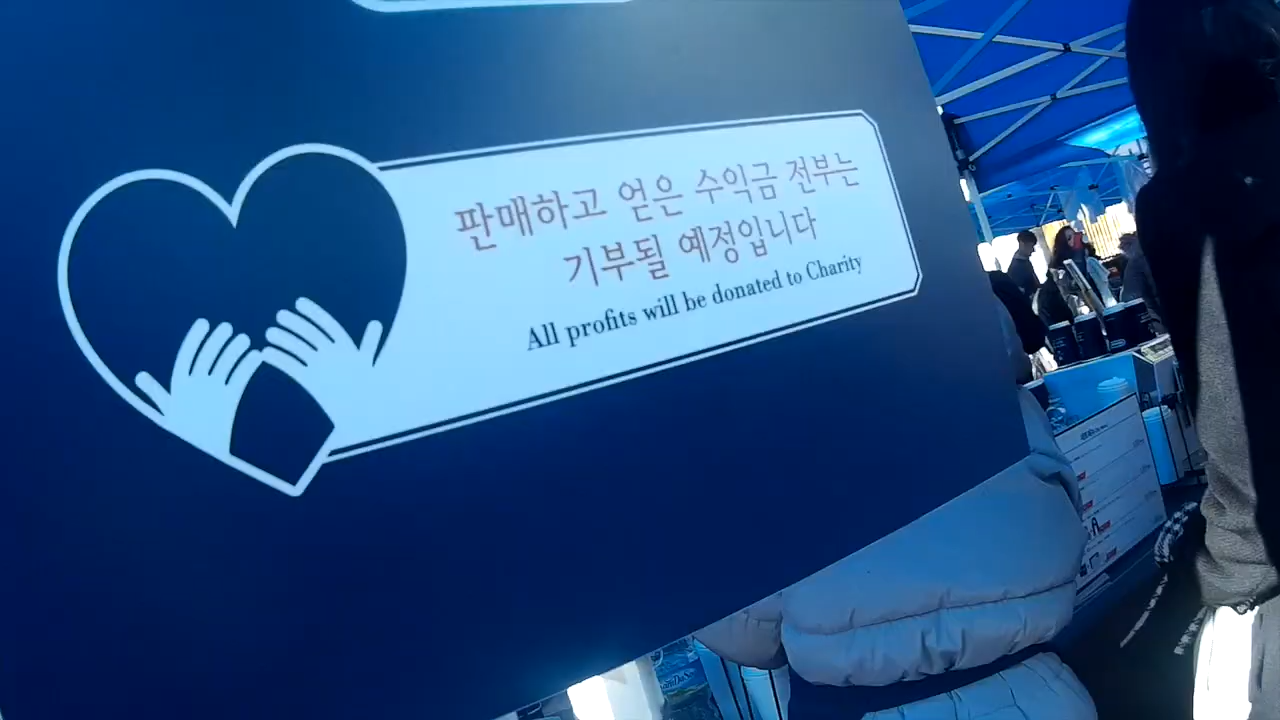 판매하고 얻은 수익금 전부는
기부될 예정입니다
All profits will be donated to Charity